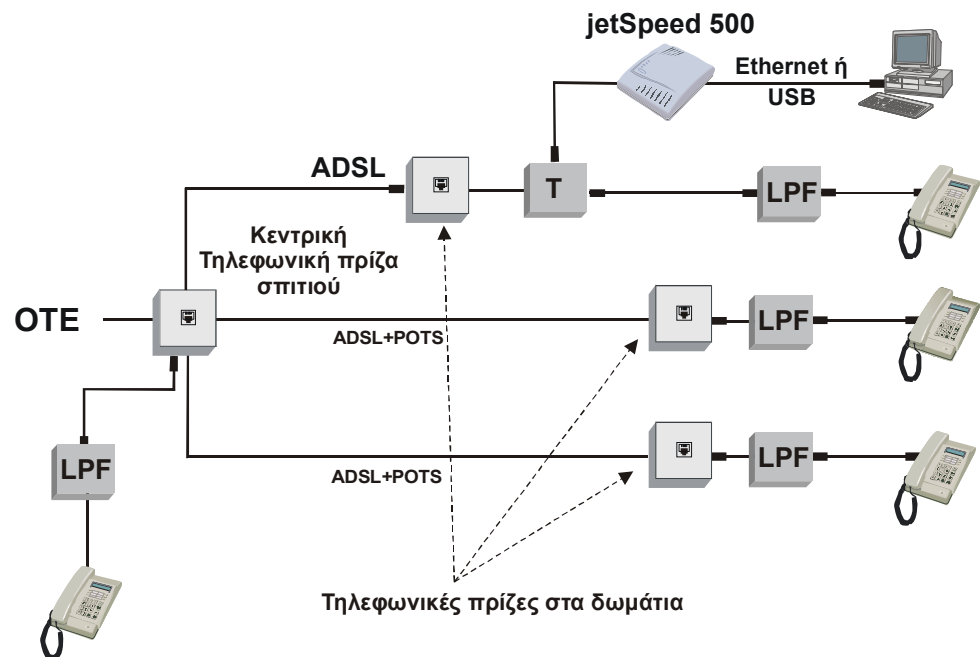 jetSpeed 500
Ethernet ή
USB
ADSL
T
LPF
Κεντρική
Τηλεφωνική πρίζα
σπιτιού
OTE
ADSL+POTS
LPF
LPF
ADSL+POTS
LPF
Τηλεφωνικές πρίζες στα δωμάτια